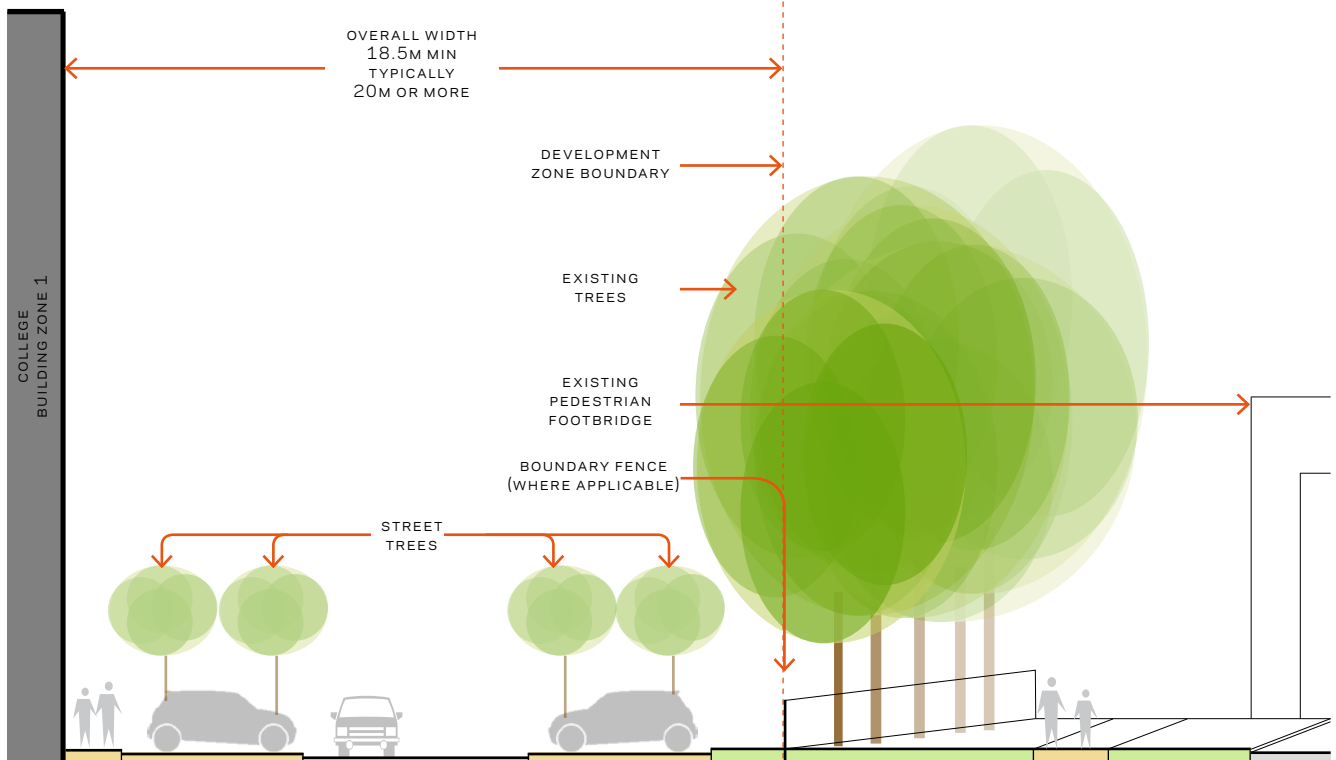 OVERALL WIDTH
18.5M MIN
TYPICALLY
20M OR MORE
DEVELOPMENT
ZONE BOUNDARY
EXISTING
TREES
COLLEGE
BUILDING ZONE 1
EXISTING
PEDESTRIAN
FOOTBRIDGE
BOUNDARY FENCE
(WHERE APPLICABLE)
STREET
TREES